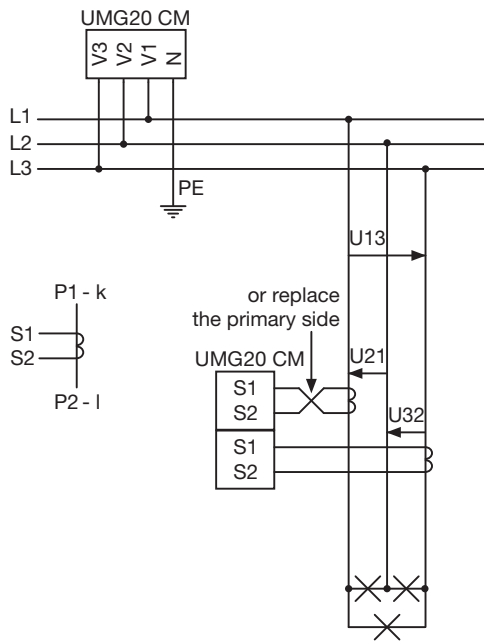 UMG20 CM
V3 V2 V1 N
L1
L2
L3
PE
U13
P1 - k
or replace
the primary side
S1
S2
UMG20 CM
U21
P2 - l
S1
S2
U32
S1
S2